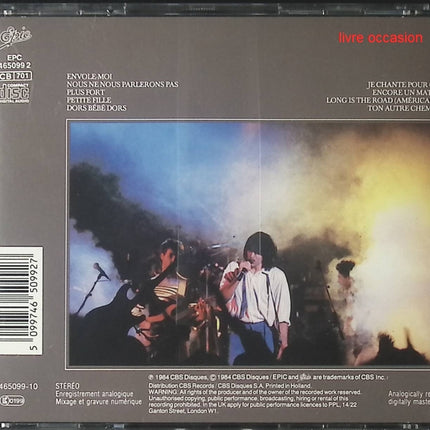 livre occasion
Epic
EPC
465099 2
CB 701
COMPACT
disc
DIGITAL AUDIO
ENVOLE MOI
NOUS NE NOUS PARLERONS PAS
PLUS FORT
PETITE FILLE
DORS BÉBÉ DORS
JE CHANTE POUR
ENCORE UN MAT
LONG IS THE ROAD (AMÉRICA
TON AUTRE CHEM
5 099746 509927
465099-10
STÉRÉO
Enregistrement analogique
Mixage et gravure numérique
℗ 1984 CBS Disques, © 1984 CBS Disques / EPIC and Epic are trademarks of CBS Inc.
Distribution CBS Records / CBS Disques S.A. Printed in Holland.
WARNING: All rights of the producer and of the owner of the recorded work reserved.
Unauthorised copying, public performance, broadcasting, hiring or rental of this
recording prohibited. In the UK apply for public performance licences to PPL, 14/22
Ganton Street, London W1.
Analogically re
digitally maste